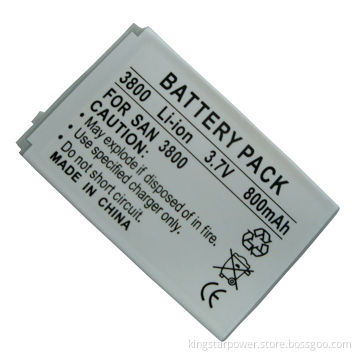 BATTERY PACK
3800 Li-ion 3.7V 800mAh
FOR SAN 3800
May explode if disposed of in fire.
Use specified charger only.
Do not short circuit.
MADE IN CHINA
CE
kingstarpower.store.bossgoo.com